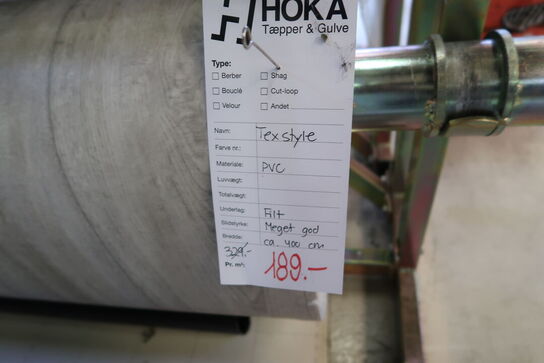 HOKA
Tæpper & Gulve
Type:
☐ Berber ☐ Shag
☐ Bouclé ☐ Cut-loop
☐ Velour ☐ Andet
Navn: Texstyle
Farve nr.:
Materiale: PVC
Luvvægt:
Totalvægt:
Underlag: Filt
Slidstyrke: Meget god
Bredde: ca. 400 cm
329.-
Pr. m²: 189.-